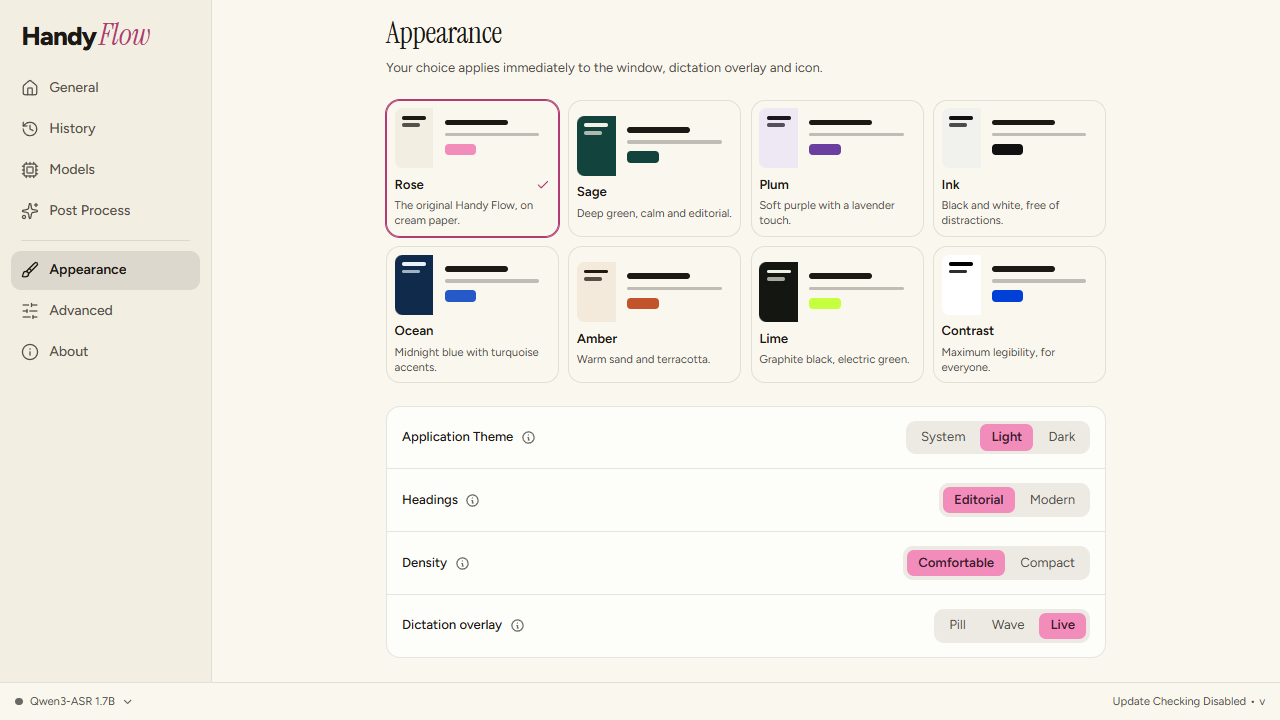 Handy Flow
General
History
Models
Post Process
Appearance
Advanced
About
Appearance
Your choice applies immediately to the window, dictation overlay and icon.
Rose
The original Handy Flow, on
cream paper.
Sage
Deep green, calm and editorial.
Plum
Soft purple with a lavender
touch.
Ink
Black and white, free of
distractions.
Ocean
Midnight blue with turquoise
accents.
Amber
Warm sand and terracotta.
Lime
Graphite black, electric green.
Contrast
Maximum legibility, for
everyone.
Application Theme
System Light Dark
Headings
Editorial Modern
Density
Comfortable Compact
Dictation overlay
Pill Wave Live
Qwen3-ASR 1.7B
Update Checking Disabled • v